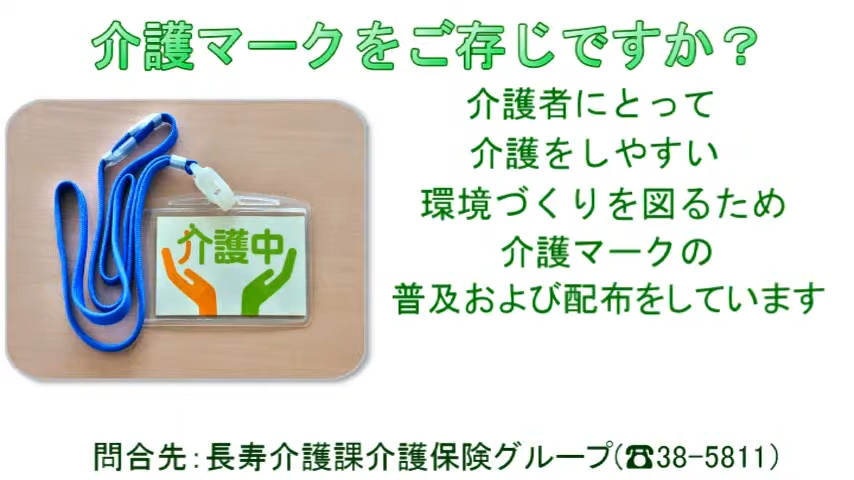 介護マークをご存じですか？
介護者にとって
介護をしやすい
環境づくりを図るため
介護マークの
普及および配布をしています
介護中
問合先：長寿介護課介護保険グループ(☎38-5811)